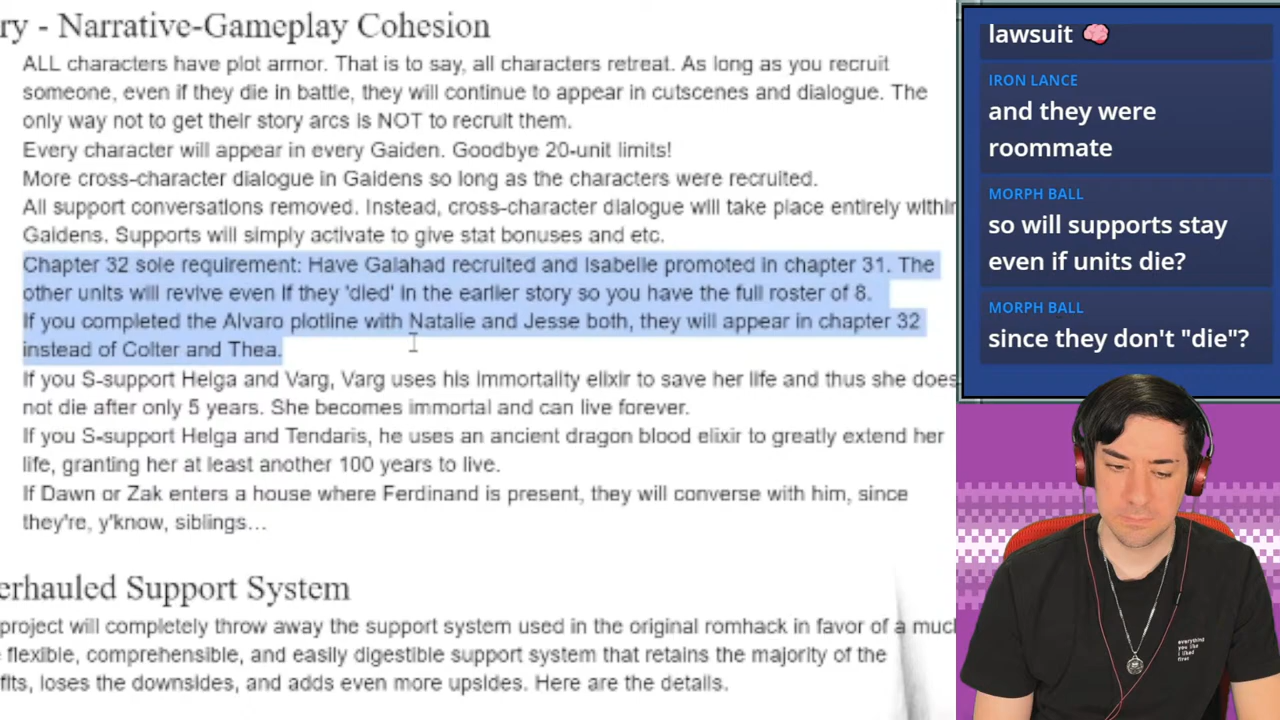 ry - Narrative-Gameplay Cohesion
ALL characters have plot armor. That is to say, all characters retreat. As long as you recruit
someone, even if they die in battle, they will continue to appear in cutscenes and dialogue. The
only way not to get their story arcs is NOT to recruit them.
Every character will appear in every Gaiden. Goodbye 20-unit limits!
More cross-character dialogue in Gaidens so long as the characters were recruited.
All support conversations removed. Instead, cross-character dialogue will take place entirely within
Gaidens. Supports will simply activate to give stat bonuses and etc.
Chapter 32 sole requirement: Have Galahad recruited and Isabelle promoted in chapter 31. The
other units will revive even if they 'died' in the earlier story so you have the full roster of 8.
If you completed the Alvaro plotline with Natalie and Jesse both, they will appear in chapter 32
instead of Colter and Thea.
If you S-support Helga and Varg, Varg uses his immortality elixir to save her life and thus she does
not die after only 5 years. She becomes immortal and can live forever.
If you S-support Helga and Tendaris, he uses an ancient dragon blood elixir to greatly extend her
life, granting her at least another 100 years to live.
If Dawn or Zak enters a house where Ferdinand is present, they will converse with him, since
they're, y'know, siblings...
erhauled Support System
project will completely throw away the support system used in the original romhack in favor of a muc
flexible, comprehensible, and easily digestible support system that retains the majority of the
fits, loses the downsides, and adds even more upsides. Here are the details.
lawsuit 🧠
IRON LANCE
and they were
roommate
MORPH BALL
so will supports stay
even if units die?
MORPH BALL
since they don't "die"?
everything
you like
i liked
first